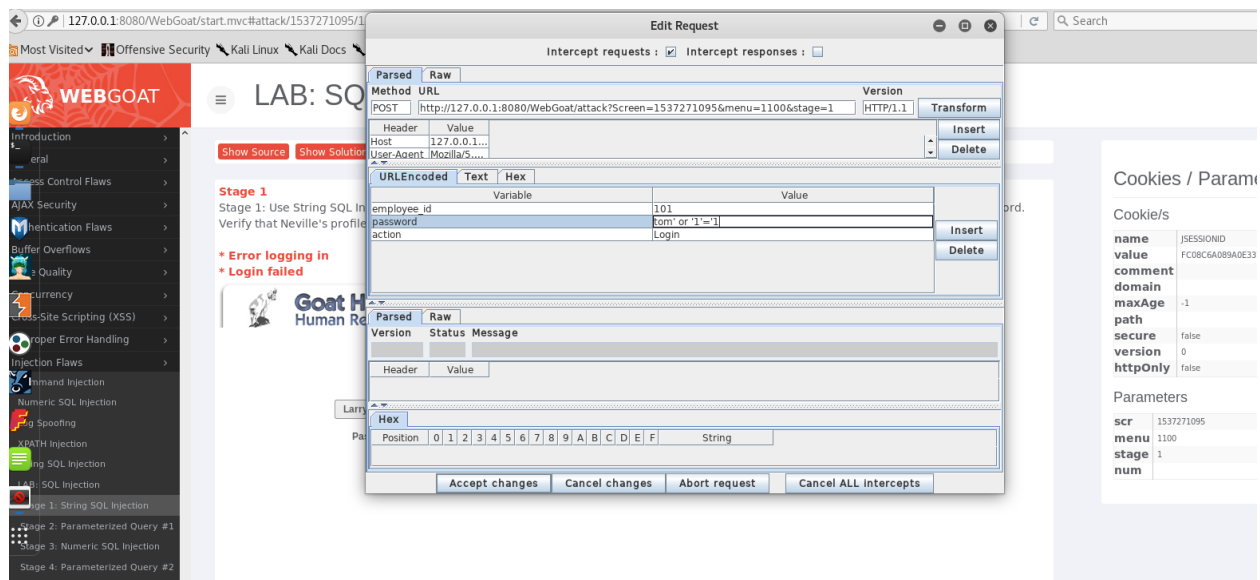 127.0.0.1:8080/WebGoat/start.mvc#attack/1537271095/1
Search
Most Visited
Offensive Security
Kali Linux
Kali Docs
WEBGOAT
LAB: SQ
Introduction
eral
Access Control Flaws
AJAX Security
hentication Flaws
Buffer Overflows
e Quality
ncurrency
Cross-Site Scripting (XSS)
roper Error Handling
Injection Flaws
mmand Injection
Numeric SQL Injection
g Spoofing
XPATH Injection
ng SQL Injection
LAB: SQL Injection
age 1: String SQL Injection
Stage 2: Parameterized Query #1
Stage 3: Numeric SQL Injection
Stage 4: Parameterized Query #2
Show Source
Show Solution
Stage 1
Stage 1: Use String SQL In
ord.
Verify that Neville's profile
* Error logging in
* Login failed
Goat H
Human Re
Larry
Pa
Edit Request
Intercept requests :
Intercept responses :
Parsed
Raw
Method
URL
Version
POST
http://127.0.0.1:8080/WebGoat/attack?Screen=1537271095&menu=1100&stage=1
HTTP/1.1
Transform
Header
Value
Host
127.0.0.1...
User-Agent
Mozilla/5....
Insert
Delete
URLEncoded
Text
Hex
Variable
Value
employee_id
101
password
tom' or '1'='1
action
Login
Insert
Delete
Parsed
Raw
Version
Status
Message
Header
Value
Hex
Position
0 1 2 3 4 5 6 7 8 9 A B C D E F
String
Accept changes
Cancel changes
Abort request
Cancel ALL intercepts
Cookies / Parame
Cookie/s
name JSESSIONID
value FC08C6A089A0E33
comment
domain
maxAge -1
path
secure false
version 0
httpOnly false
Parameters
scr 1537271095
menu 1100
stage 1
num